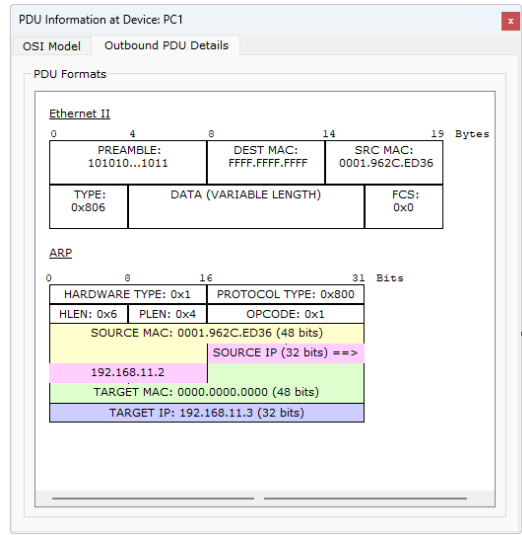 PDU Information at Device: PC1
x
OSI Model Outbound PDU Details
PDU Formats
Ethernet II
0 4 8 14 19 Bytes
PREAMBLE: DEST MAC: SRC MAC:
101010...1011 FFFF.FFFF.FFFF 0001.962C.ED36
TYPE: DATA (VARIABLE LENGTH) FCS:
0x806 0x0
ARP
0 8 16 31 Bits
HARDWARE TYPE: 0x1 PROTOCOL TYPE: 0x800
HLEN: 0x6 PLEN: 0x4 OPCODE: 0x1
SOURCE MAC: 0001.962C.ED36 (48 bits)
SOURCE IP (32 bits) ==>
192.168.11.2
TARGET MAC: 0000.0000.0000 (48 bits)
TARGET IP: 192.168.11.3 (32 bits)